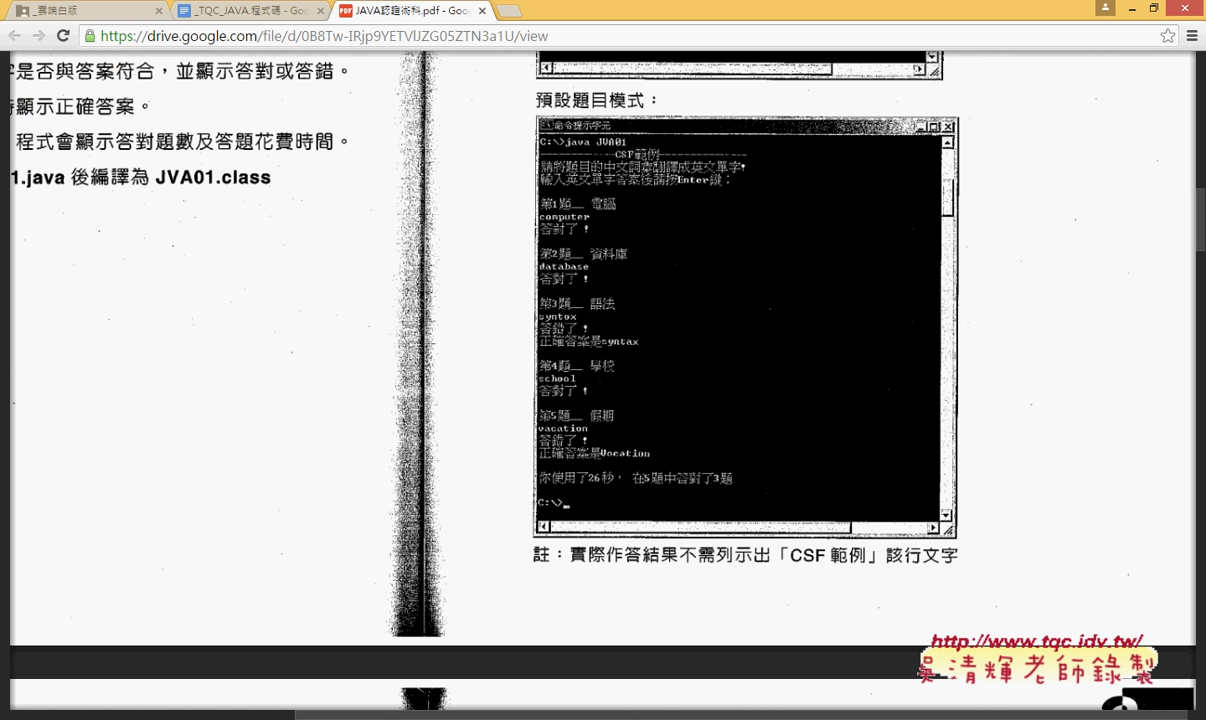 _雲端白版
_TQC_JAVA.程式碼 - Goo
JAVA認證術科.pdf - Goo
https://drive.google.com/file/d/0B8Tw-IRjp9YETVlJZG05ZTN3a1U/view
是否與答案符合，並顯示答對或答錯。
顯示正確答案。
程式會顯示答對題數及答題花費時間。
1.java 後編譯為 JVA01.class
預設題目模式：
命令提示字元
C:\>java JVA01
---------------CSF範例---------------
請將題目的中文詞彙翻譯成英文單字!
輸入英文單字答案後請按Enter鍵：
第1題__ 電腦
computer
答對了！
第2題__ 資料庫
database
答對了！
第3題__ 語法
syntox
答錯了！
正確答案是syntax
第4題__ 學校
school
答對了！
第5題__ 假期
vacation
答錯了！
正確答案是Vocation
你使用了26秒， 在5題中答對了3題
C:\>_
註：實際作答結果不需列示出「CSF 範例」該行文字
http://www.tqc.idv.tw/
吳清輝老師錄製